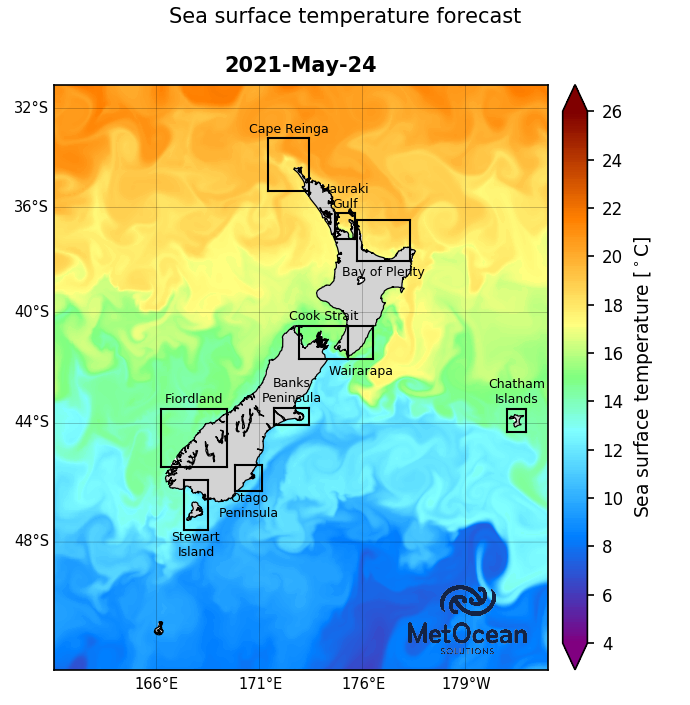 Sea surface temperature forecast
2021-May-24
32°S
36°S
40°S
44°S
48°S
Cape Reinga
Hauraki
Gulf
Bay of Plenty
Cook Strait
Wairarapa
Banks
Peninsula
Fiordland
Chatham
Islands
Otago
Peninsula
Stewart
Island
MetOcean
SOLUTIONS
166°E
171°E
176°E
179°W
26
24
22
20
18
16
14
12
10
8
6
4
Sea surface temperature [°C]